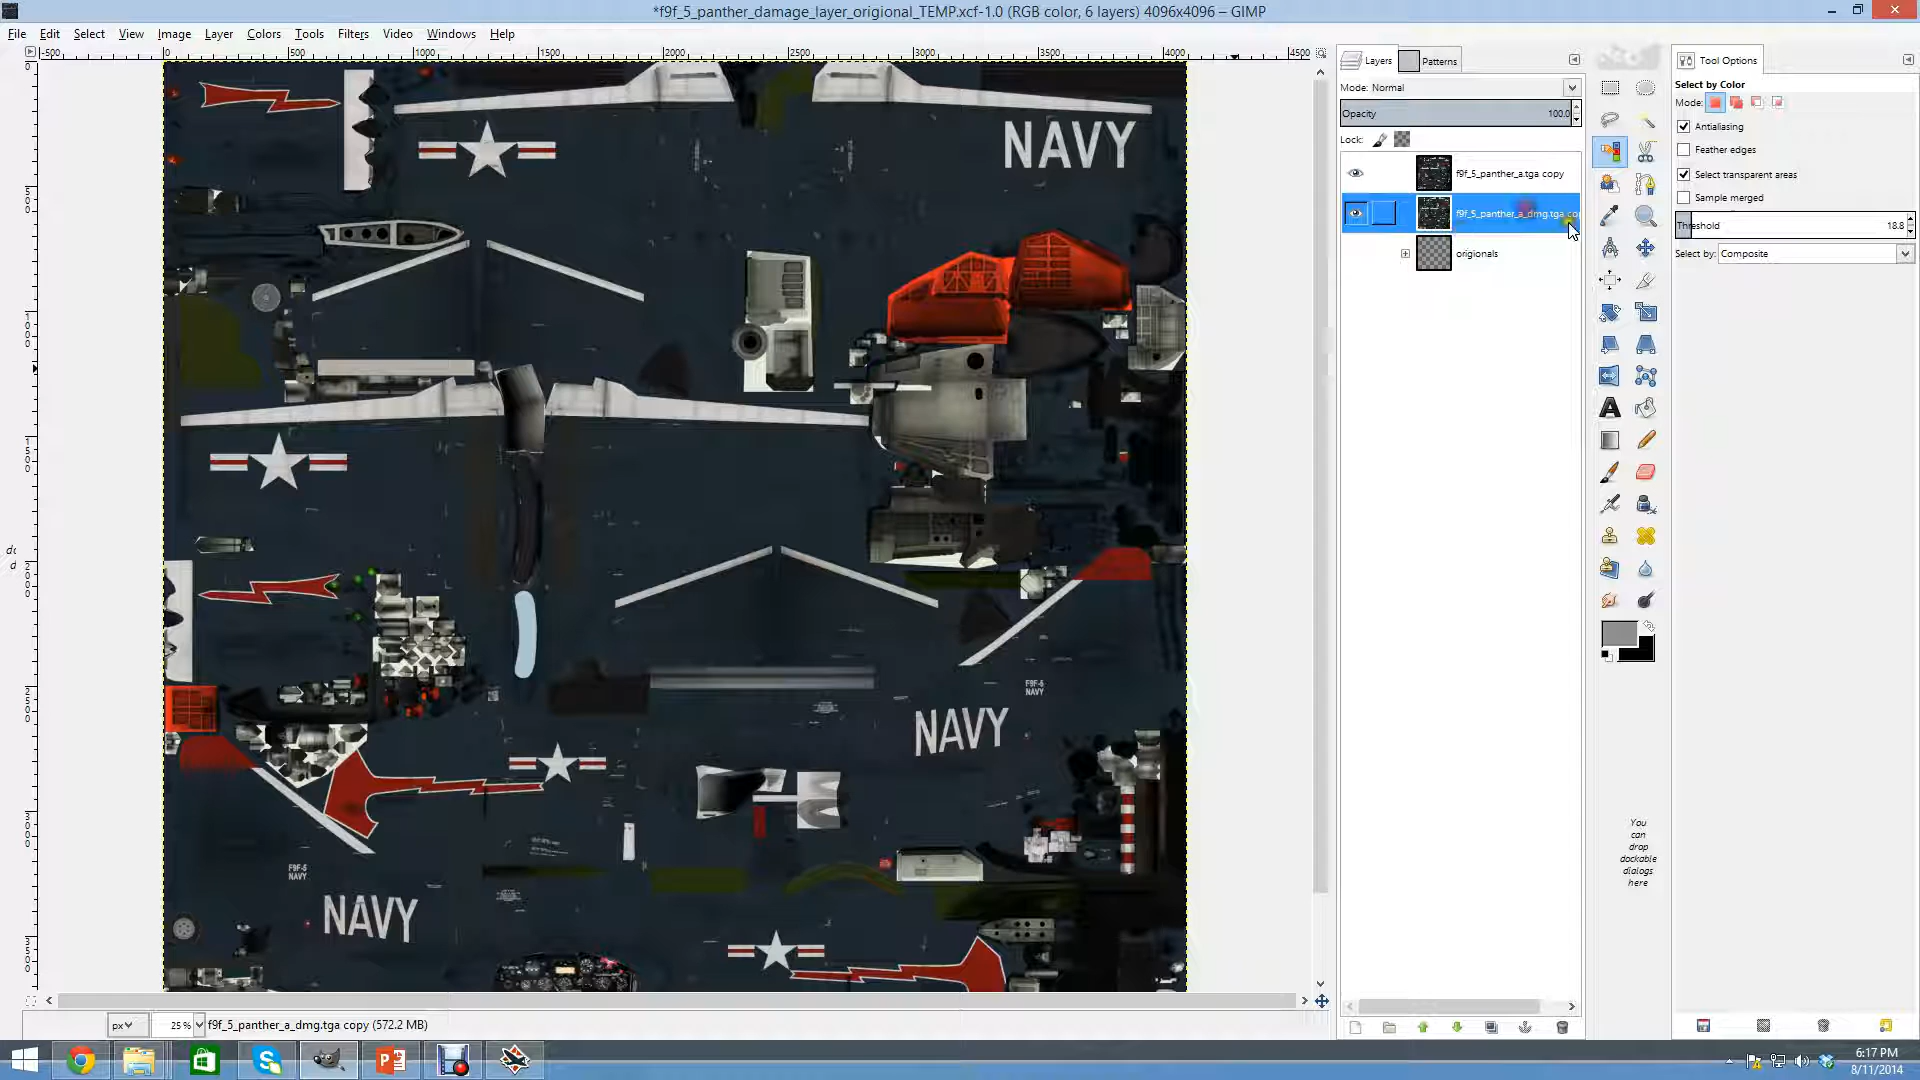 *f9f_5_panther_damage_layer_origional_TEMP.xcf-1.0 (RGB color, 6 layers) 4096x4096 – GIMP
File Edit Select View Image Layer Colors Tools Filters Video Windows Help
-500 0 500 1000 1500 2000 2500 3000 3500 4000 4500
Layers Patterns
Tool Options
Mode: Normal
Select by Color
Mode:
Opacity 100.0
Antialiasing
Lock:
Feather edges
f9f_5_panther_a.tga copy
Select transparent areas
Sample merged
f9f_5_panther_a_dmg.tga cop
Threshold 18.8
origionals
Select by: Composite
NAVY
F9F-5
NAVY
NAVY
F9F-5
NAVY
NAVY
You
can
drop
dockable
dialogs
here
px 25 % f9f_5_panther_a_dmg.tga copy (572.2 MB)
6:17 PM
8/11/2014